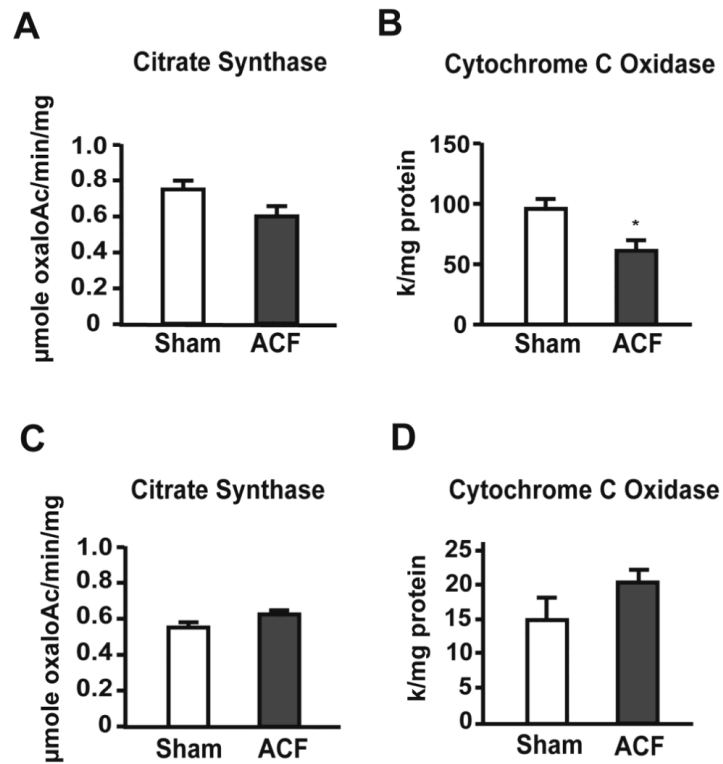 A
Citrate Synthase
µmole oxaloAc/min/mg
1.0
0.8
0.6
0.4
0.2
0
Sham ACF
B
Cytochrome C Oxidase
k/mg protein
150
100
50
0
*
Sham ACF
C
Citrate Synthase
µmole oxaloAc/min/mg
1.0
0.8
0.6
0.4
0.2
0
Sham ACF
D
Cytochrome C Oxidase
k/mg protein
25
20
15
10
5
0
Sham ACF